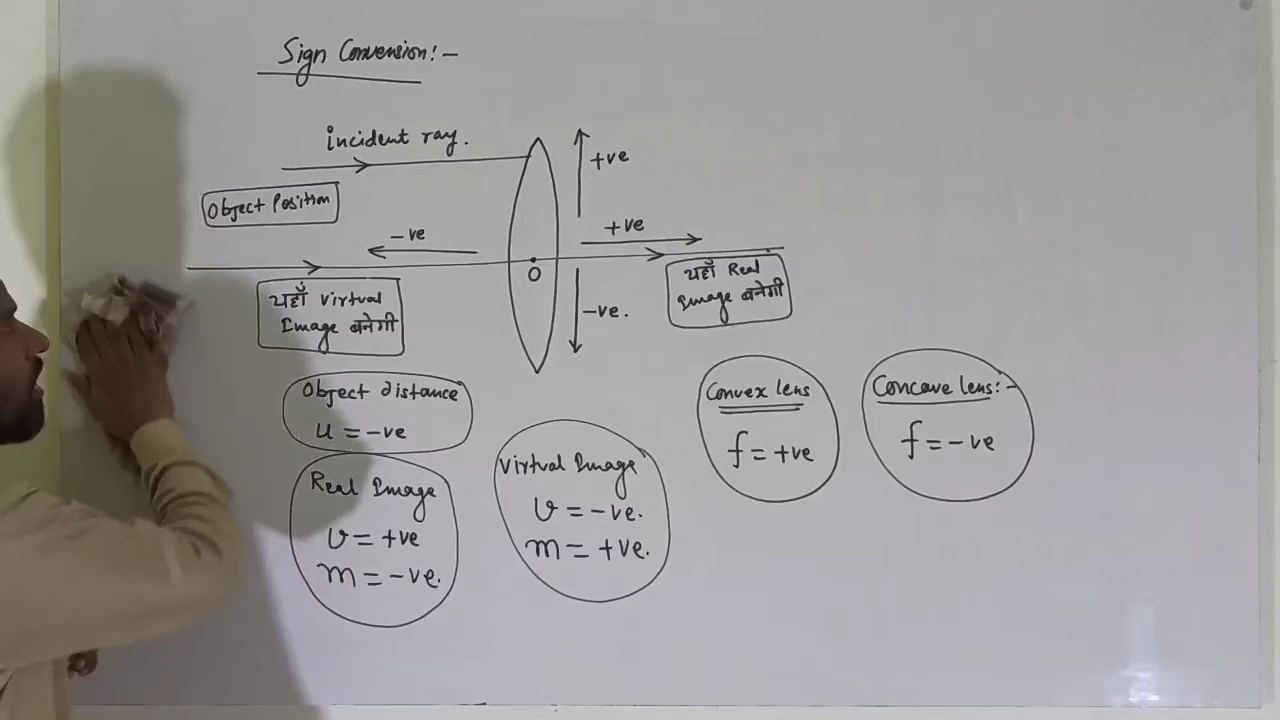 Sign Convension:-
incident ray.
+ve
Object Position
-ve
+ve
O
यहाँ Virtual
Image बनेगी
यहाँ Real
Image बनेगी
-ve.
Object distance
u = -ve
Real Image
v = +ve
m = -ve.
Virtual Image
v = -ve.
m = +ve.
Convex lens
f = +ve
Concave lens:-
f = -ve